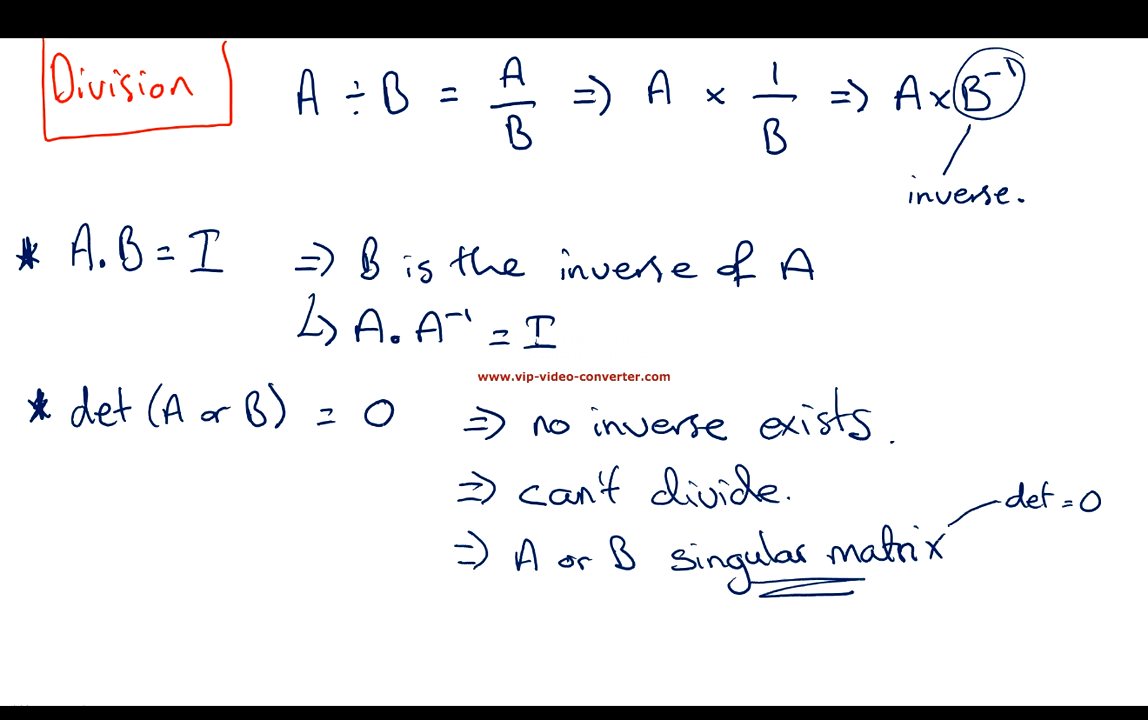 Division A ÷ B = A/B => A × 1/B => A × B⁻¹
inverse.
* A.B = I => B is the inverse of A
↳ A. A⁻¹ = I
www.vip-video-converter.com
* det (A or B) = 0 => no inverse exists.
=> can't divide.
det = 0
=> A or B singular matrix